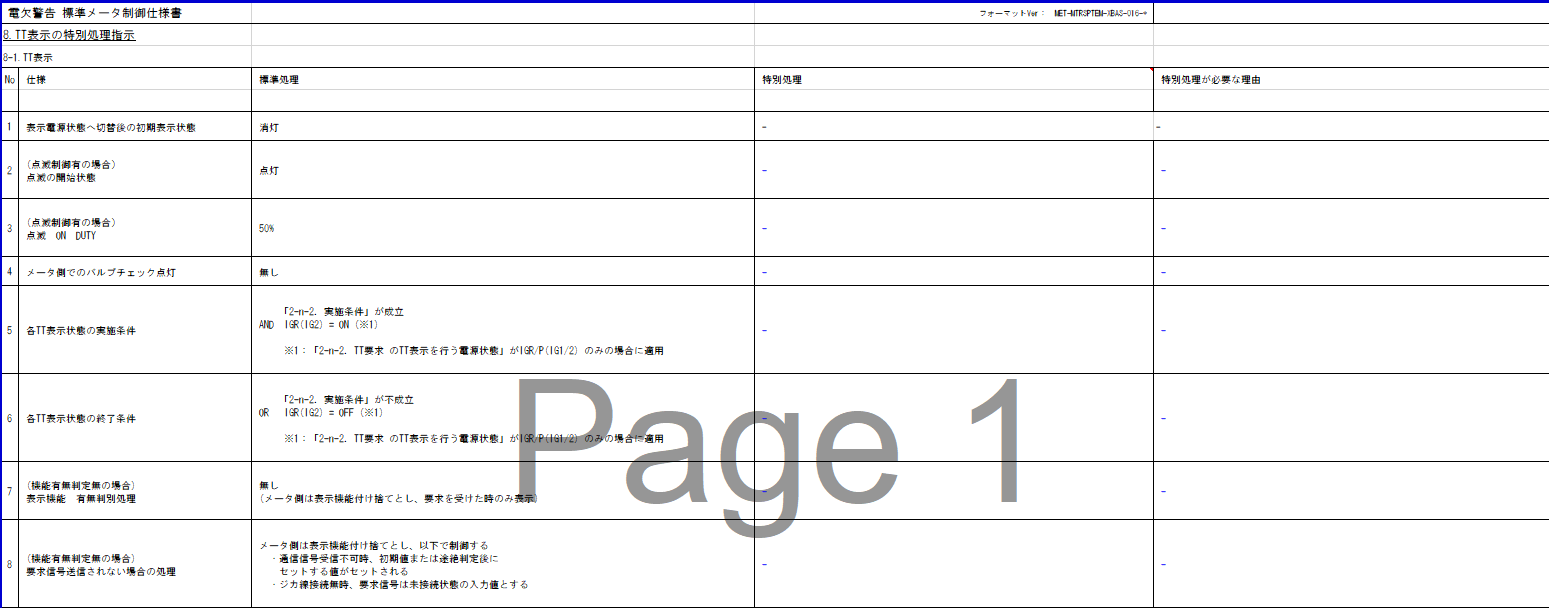 電欠警告 標準メータ制御仕様書
フォーマットVer： MET-MTRSPTEM-XBAS-016-*
8.TT表示の特別処理指示
8-1.TT表示
No 仕様 標準処理 特別処理 特別処理が必要な理由
1 表示電源状態へ切替後の初期表示状態 消灯 - -
2 (点滅制御有の場合)
点滅の開始状態 点灯 - -
3 (点滅制御有の場合)
点滅 ON DUTY 50% - -
4 メータ側でのバルブチェック点灯 無し - -
5 各TT表示状態の実施条件
「2-n-2. 実施条件」が成立
AND IGR(IG2) = ON (※1)
※1：「2-n-2. TT要求 のTT表示を行う電源状態」がIGR/P(IG1/2) のみの場合に適用
- -
6 各TT表示状態の終了条件
「2-n-2. 実施条件」が不成立
OR IGR(IG2) = OFF (※1)
※1：「2-n-2. TT要求 のTT表示を行う電源状態」がIGR/P(IG1/2) のみの場合に適用
- -
7 (機能有無判定無の場合)
表示機能 有無判別処理
無し
(メータ側は表示機能付け捨てとし、要求を受けた時のみ表示)
- -
8 (機能有無判定無の場合)
要求信号送信されない場合の処理
メータ側は表示機能付け捨てとし、以下で制御する
・通信信号受信不可時、初期値または途絶判定後に
セットする値がセットされる
・ジカ線接続無時、要求信号は未接続状態の入力値とする
- -
Page 1